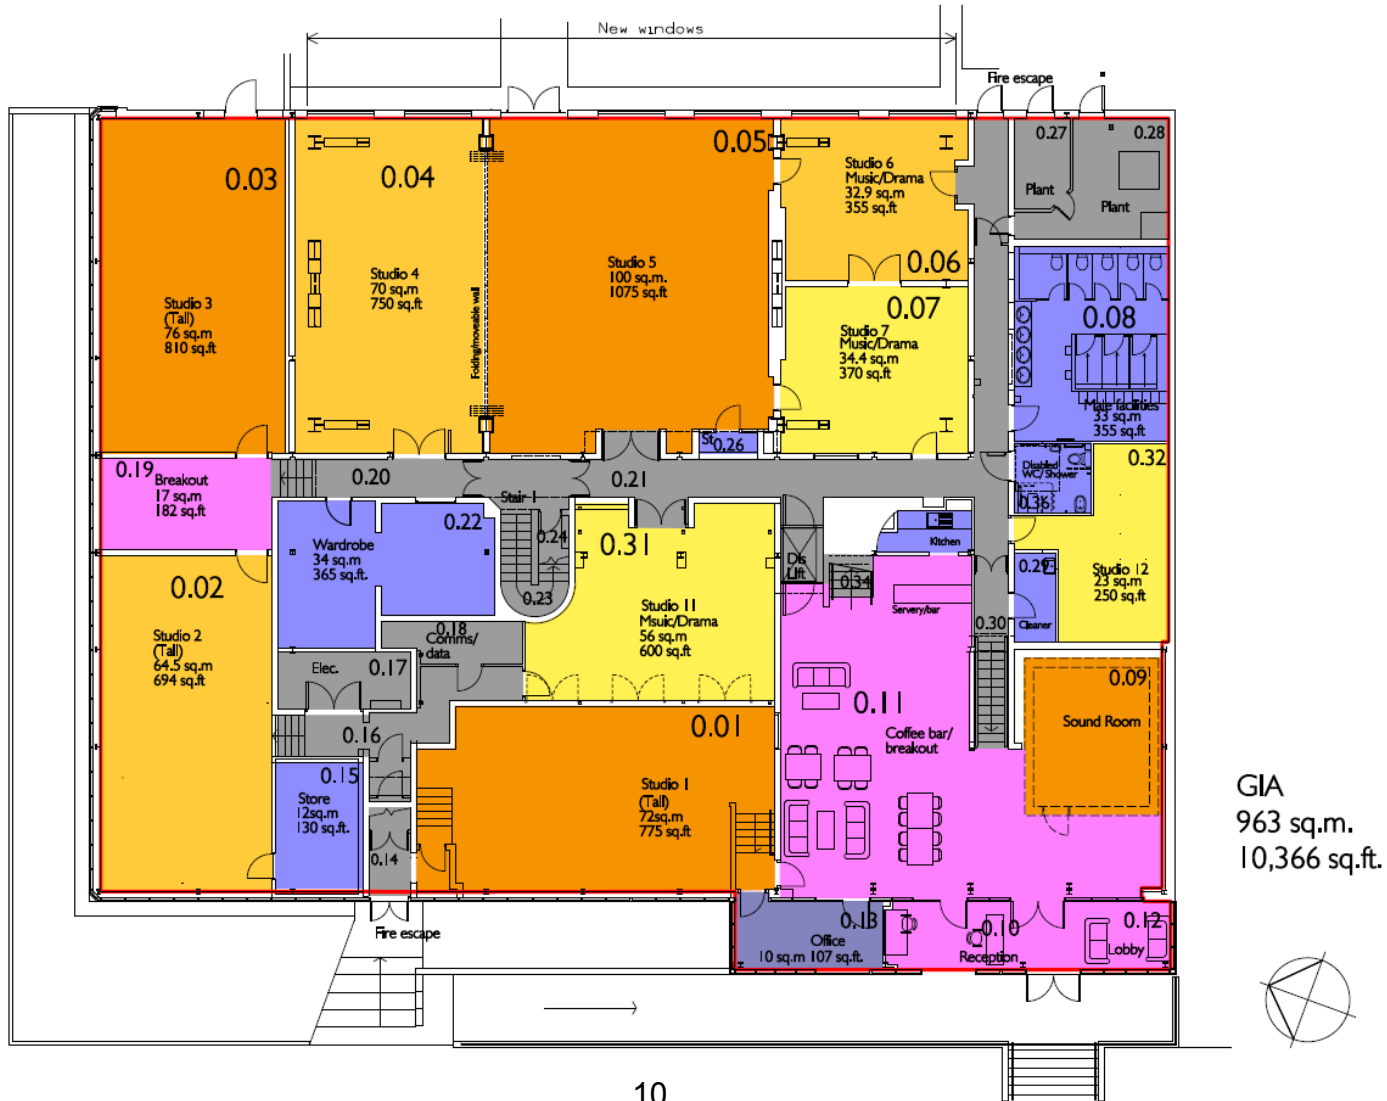 New windows
Fire escape
0.03
0.04
0.05
Studio 6
Music/Drama
32.9 sq.m
355 sq.ft
0.06
0.27
Plant
0.28
Plant
Studio 3
(Tall)
76 sq.m
810 sq.ft
Studio 4
70 sq.m
750 sq.ft
Folding/moveable wall
Studio 5
100 sq.m.
1075 sq.ft
0.07
Studio 7
Music/Drama
34.4 sq.m
370 sq.ft
0.08
Male facilities
33 sq.m
355 sq.ft
St
0.26
0.19
Breakout
17 sq.m
182 sq.ft
0.20
Stair 1
0.21
Disabled
WC/Shower
0.36
0.32
Studio 12
23 sq.m
250 sq.ft
0.22
Wardrobe
34 sq.m
365 sq.ft.
0.24
0.23
0.31
Studio 11
Msuic/Drama
56 sq.m
600 sq.ft
Dis
Lift
0.34
Kitchen
Servery/bar
0.29
Cleaner
0.30
0.02
Studio 2
(Tall)
64.5 sq.m
694 sq.ft
0.18
Comms/
data
Elec.
0.17
0.16
0.15
Store
12sq.m
130 sq.ft.
0.14
0.01
Studio 1
(Tall)
72sq.m
775 sq.ft
0.11
Coffee bar/
breakout
0.09
Sound Room
GIA
963 sq.m.
10,366 sq.ft.
Fire escape
0.13
Office
10 sq.m 107 sq.ft.
0.10
Reception
0.12
Lobby
10